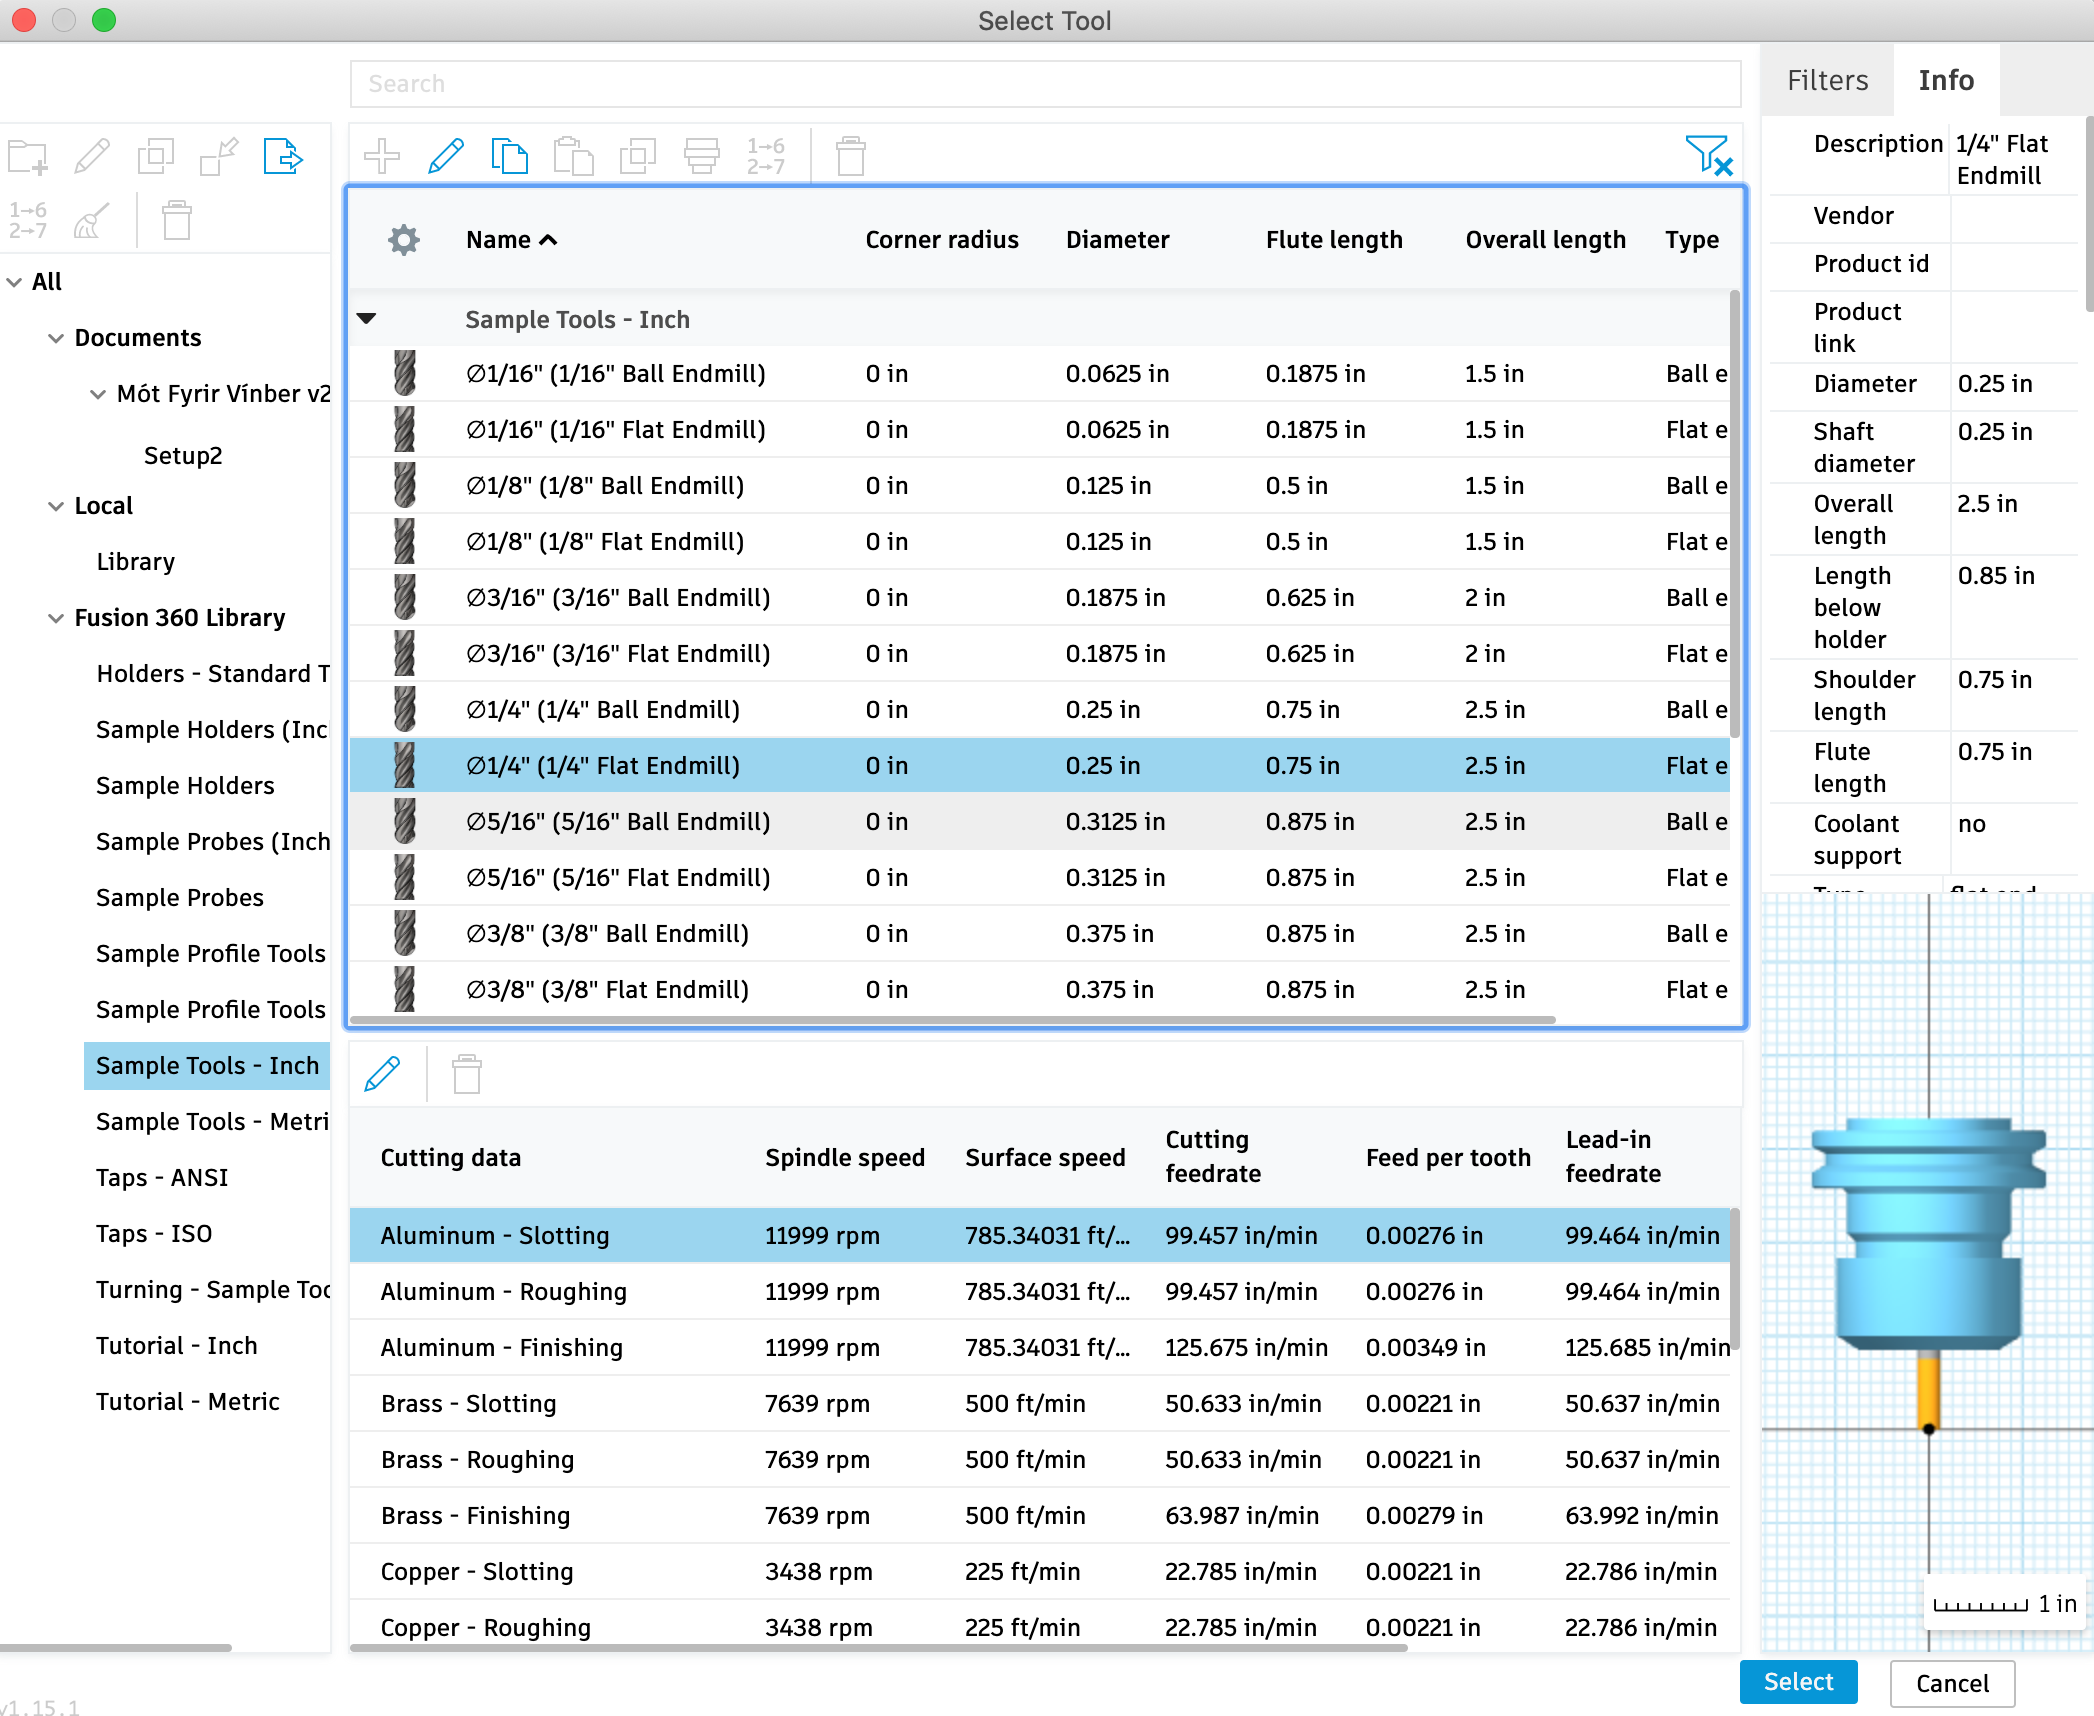 Select Tool
Search
Filters
Info
1→6
2→7
1→6
2→7
All
Documents
Mót Fyrir Vínber v2
Setup2
Local
Library
Fusion 360 Library
Holders - Standard T
Sample Holders (Inc
Sample Holders
Sample Probes (Inch
Sample Probes
Sample Profile Tools
Sample Profile Tools
Sample Tools - Inch
Sample Tools - Metri
Taps - ANSI
Taps - ISO
Turning - Sample Too
Tutorial - Inch
Tutorial - Metric
v1.15.1
Name Corner radius Diameter Flute length Overall length Type
Sample Tools - Inch
∅1/16" (1/16" Ball Endmill) 0 in 0.0625 in 0.1875 in 1.5 in Ball e
∅1/16" (1/16" Flat Endmill) 0 in 0.0625 in 0.1875 in 1.5 in Flat e
∅1/8" (1/8" Ball Endmill) 0 in 0.125 in 0.5 in 1.5 in Ball e
∅1/8" (1/8" Flat Endmill) 0 in 0.125 in 0.5 in 1.5 in Flat e
∅3/16" (3/16" Ball Endmill) 0 in 0.1875 in 0.625 in 2 in Ball e
∅3/16" (3/16" Flat Endmill) 0 in 0.1875 in 0.625 in 2 in Flat e
∅1/4" (1/4" Ball Endmill) 0 in 0.25 in 0.75 in 2.5 in Ball e
∅1/4" (1/4" Flat Endmill) 0 in 0.25 in 0.75 in 2.5 in Flat e
∅5/16" (5/16" Ball Endmill) 0 in 0.3125 in 0.875 in 2.5 in Ball e
∅5/16" (5/16" Flat Endmill) 0 in 0.3125 in 0.875 in 2.5 in Flat e
∅3/8" (3/8" Ball Endmill) 0 in 0.375 in 0.875 in 2.5 in Ball e
∅3/8" (3/8" Flat Endmill) 0 in 0.375 in 0.875 in 2.5 in Flat e
Cutting data Spindle speed Surface speed Cutting feedrate Feed per tooth Lead-in feedrate
Aluminum - Slotting 11999 rpm 785.34031 ft/... 99.457 in/min 0.00276 in 99.464 in/min
Aluminum - Roughing 11999 rpm 785.34031 ft/... 99.457 in/min 0.00276 in 99.464 in/min
Aluminum - Finishing 11999 rpm 785.34031 ft/... 125.675 in/min 0.00349 in 125.685 in/min
Brass - Slotting 7639 rpm 500 ft/min 50.633 in/min 0.00221 in 50.637 in/min
Brass - Roughing 7639 rpm 500 ft/min 50.633 in/min 0.00221 in 50.637 in/min
Brass - Finishing 7639 rpm 500 ft/min 63.987 in/min 0.00279 in 63.992 in/min
Copper - Slotting 3438 rpm 225 ft/min 22.785 in/min 0.00221 in 22.786 in/min
Copper - Roughing 3438 rpm 225 ft/min 22.785 in/min 0.00221 in 22.786 in/min
Description 1/4" Flat
Endmill
Vendor
Product id
Product
link
Diameter 0.25 in
Shaft 0.25 in
diameter
Overall 2.5 in
length
Length 0.85 in
below
holder
Shoulder 0.75 in
length
Flute 0.75 in
length
Coolant no
support
Type flat end
1 in
Select
Cancel